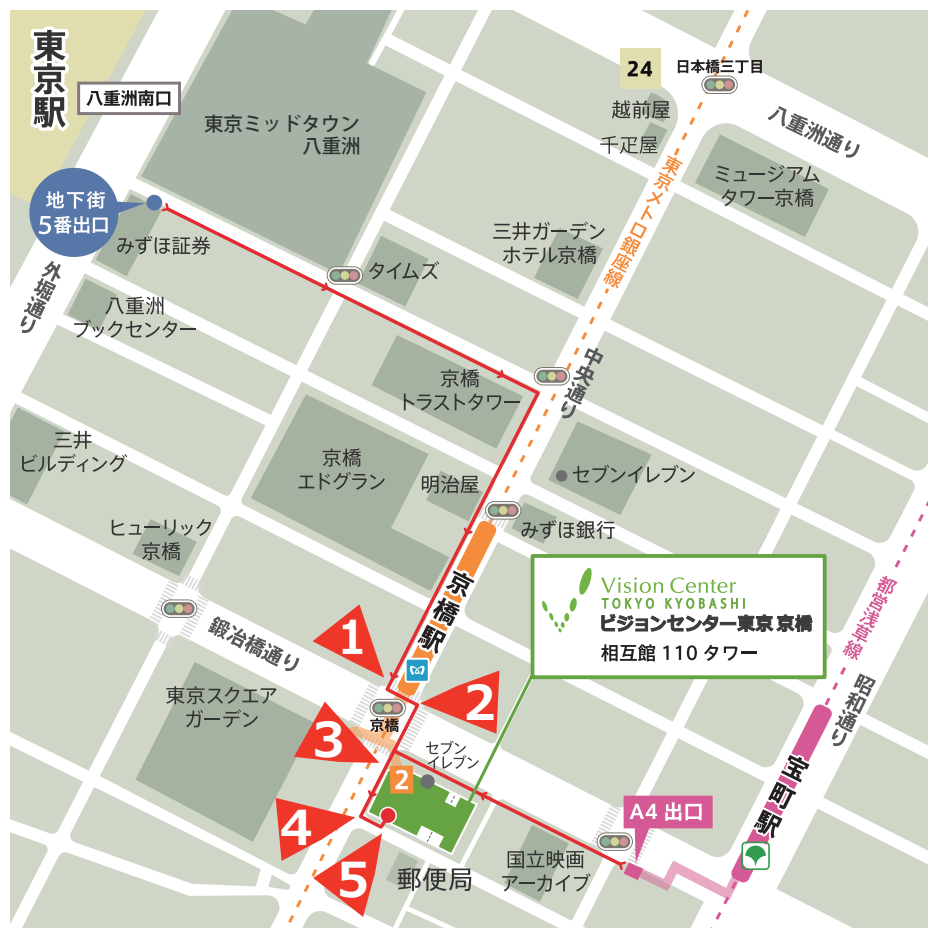 東京駅
八重洲南口
24
日本橋三丁目
越前屋
千疋屋
八重洲通り
東京ミッドタウン
八重洲
ミュージアム
タワー京橋
東京メトロ銀座線
地下街
5番出口
みずほ証券
三井ガーデン
ホテル京橋
タイムズ
外堀通り
八重洲
ブックセンター
中央通り
京橋
トラストタワー
三井
ビルディング
京橋
エドグラン
明治屋
セブンイレブン
みずほ銀行
ヒューリック
京橋
京橋駅
Vision Center
TOKYO KYOBASHI
ビジョンセンター東京 京橋
相互館 110 タワー
都営浅草線
昭和通り
鍛冶橋通り
1
2
東京スクエア
ガーデン
京橋
3
セブン
イレブン
2
宝町駅
A4 出口
4
5
郵便局
国立映画
アーカイブ